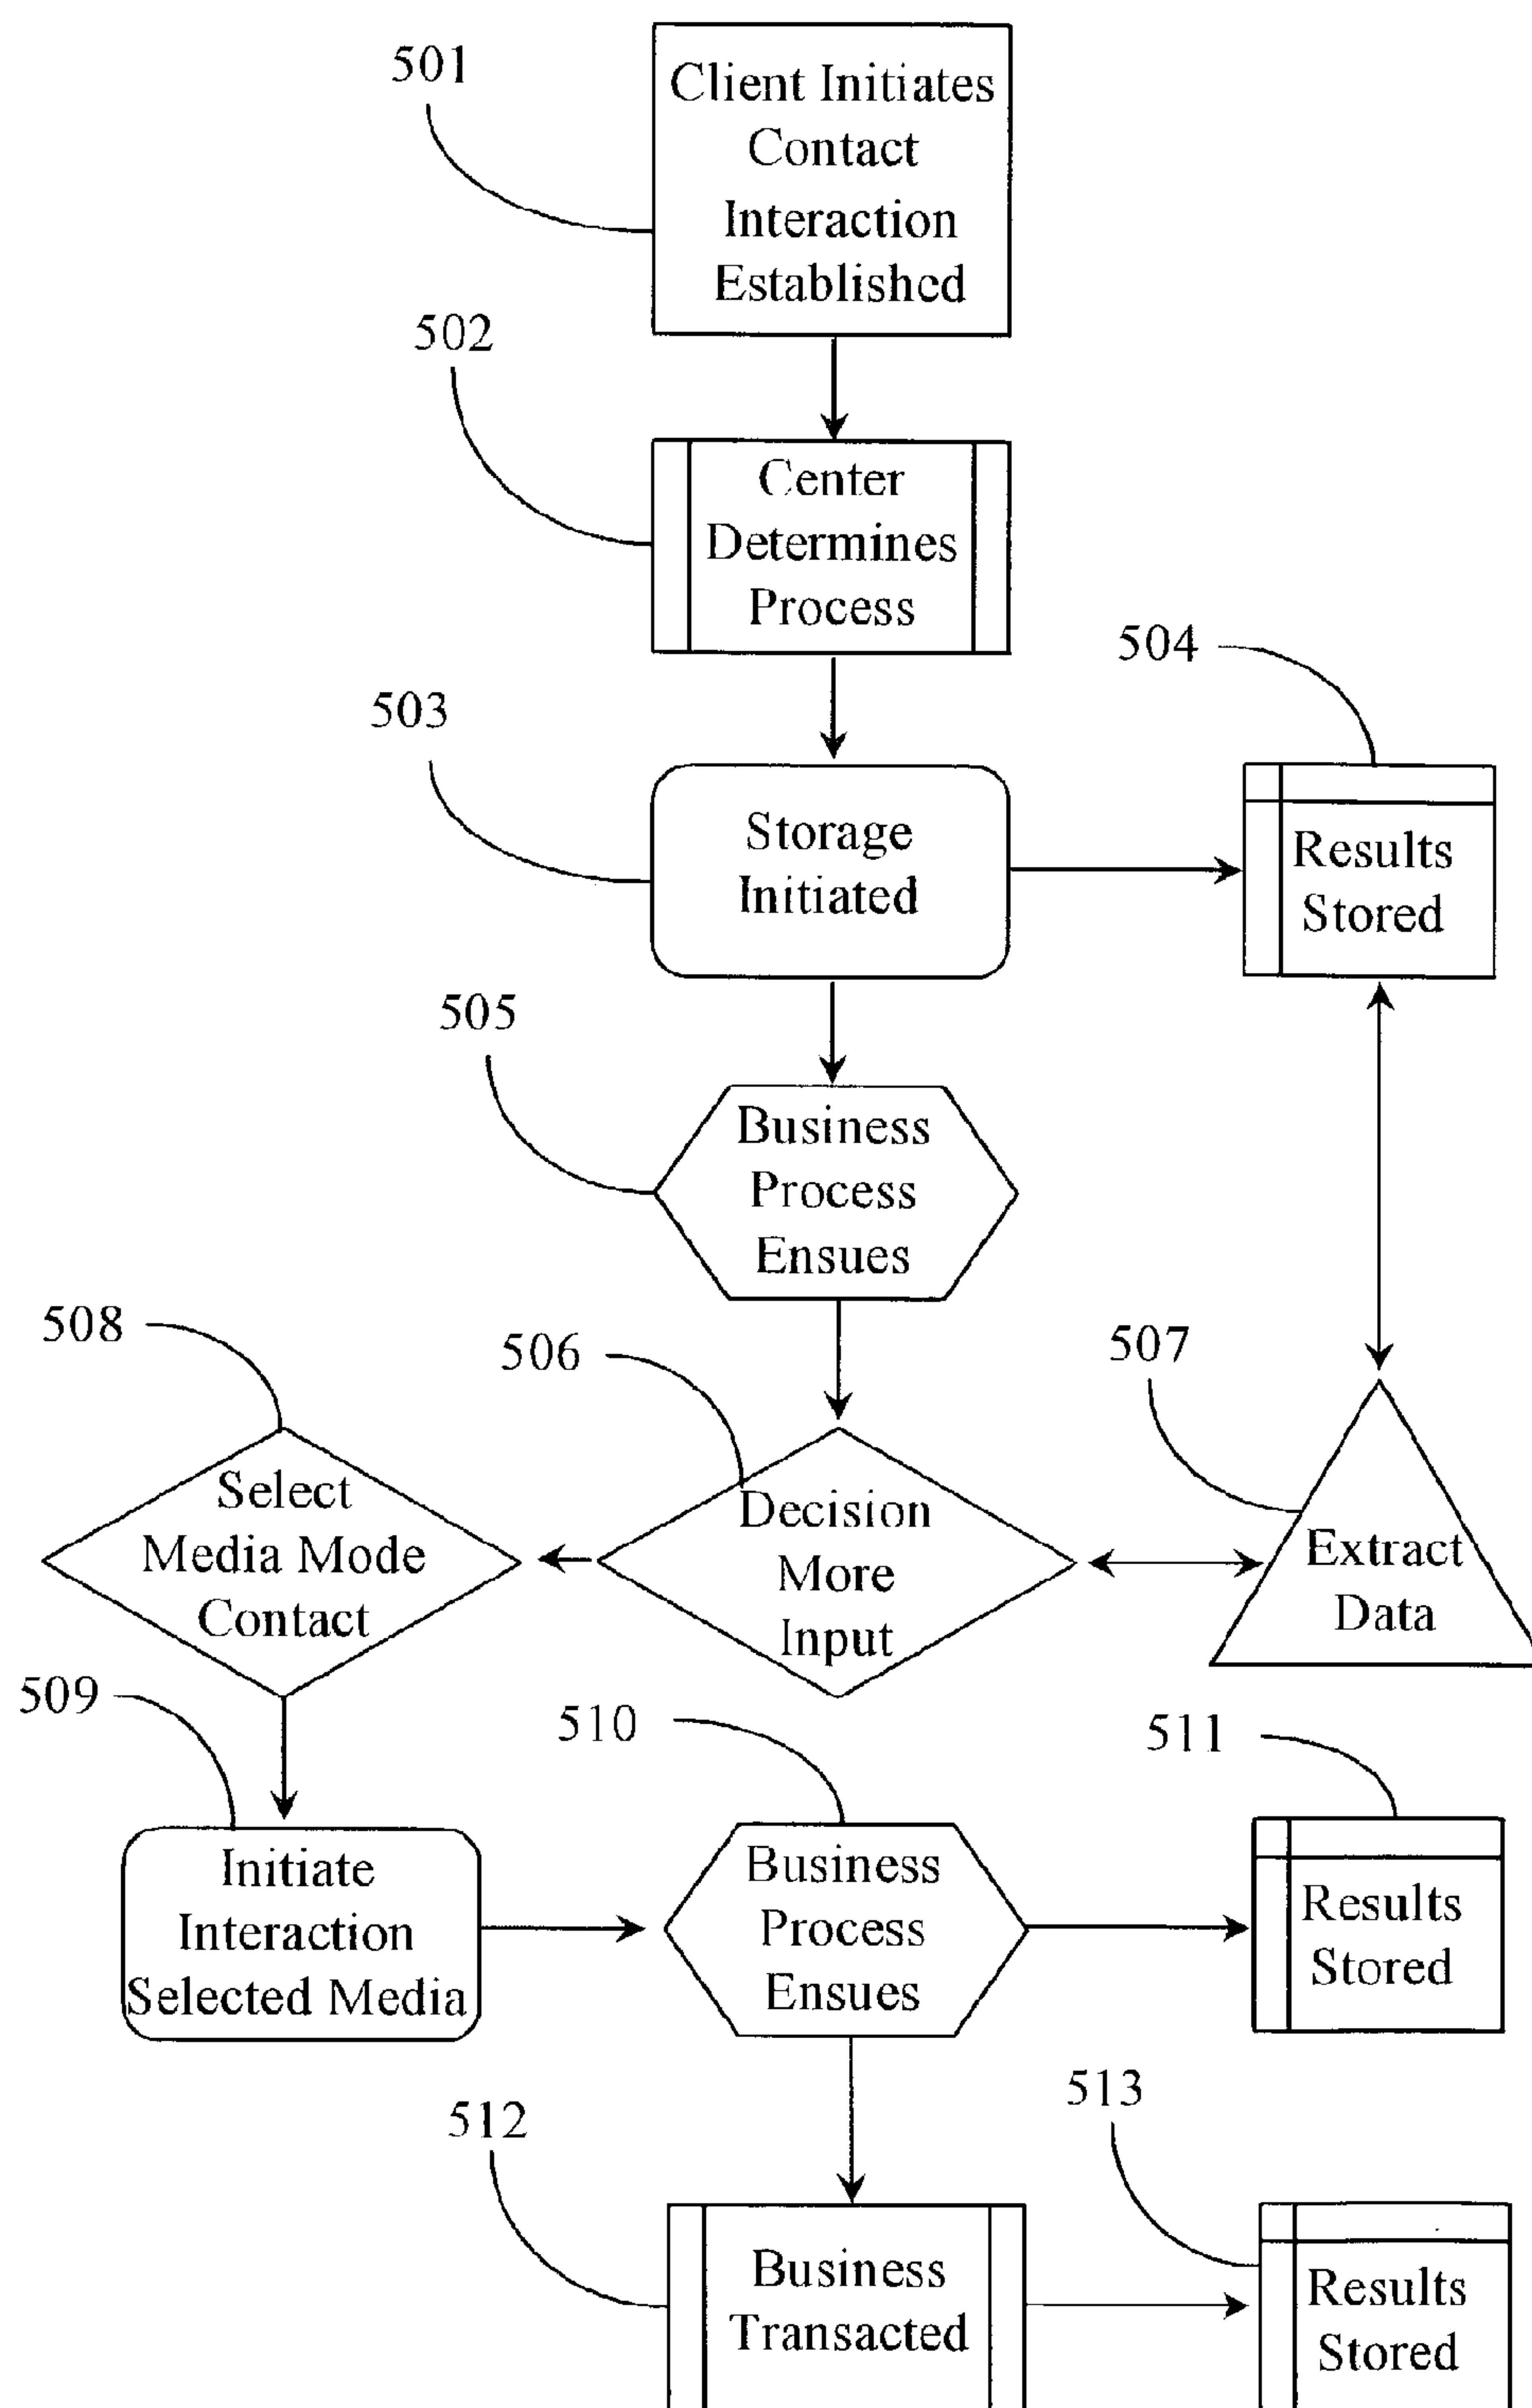 501
Client Initiates
Contact
Interaction
Established
502
Center
Determines
Process
503
Storage
Initiated
504
Results
Stored
505
Business
Process
Ensues
506
Decision
More
Input
507
Extract
Data
508
Select
Media Mode
Contact
509
Initiate
Interaction
Selected Media
510
Business
Process
Ensues
511
Results
Stored
512
Business
Transacted
513
Results
Stored